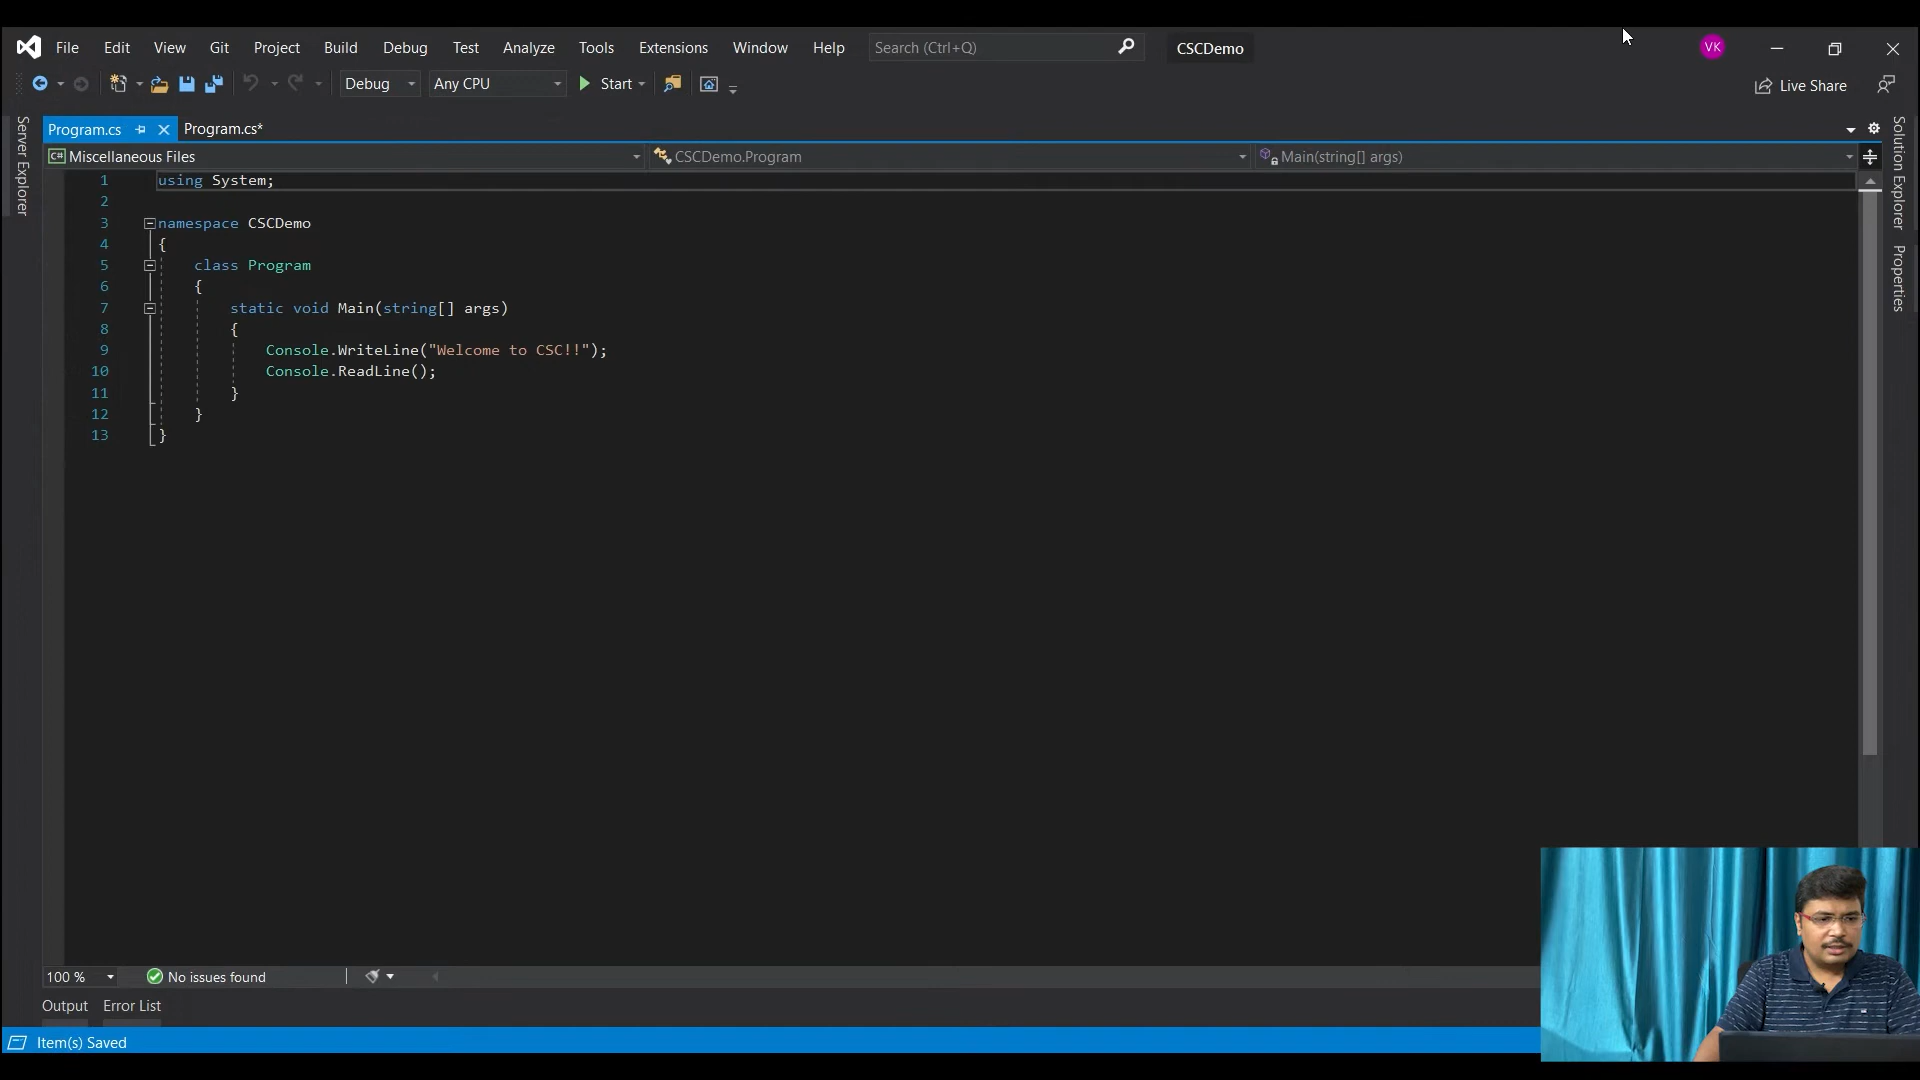 File Edit View Git Project Build Debug Test Analyze Tools Extensions Window Help Search (Ctrl+Q) CSCDemo VK
Debug Any CPU Start Live Share
Server Explorer
Program.cs Program.cs*
C# Miscellaneous Files CSCDemo.Program Main(string[] args)
1 using System;
2
3 namespace CSCDemo
4 {
5 class Program
6 {
7 static void Main(string[] args)
8 {
9 Console.WriteLine("Welcome to CSC!!");
10 Console.ReadLine();
11 }
12 }
13 }
Solution Explorer
Properties
100 % No issues found
Output Error List
Item(s) Saved